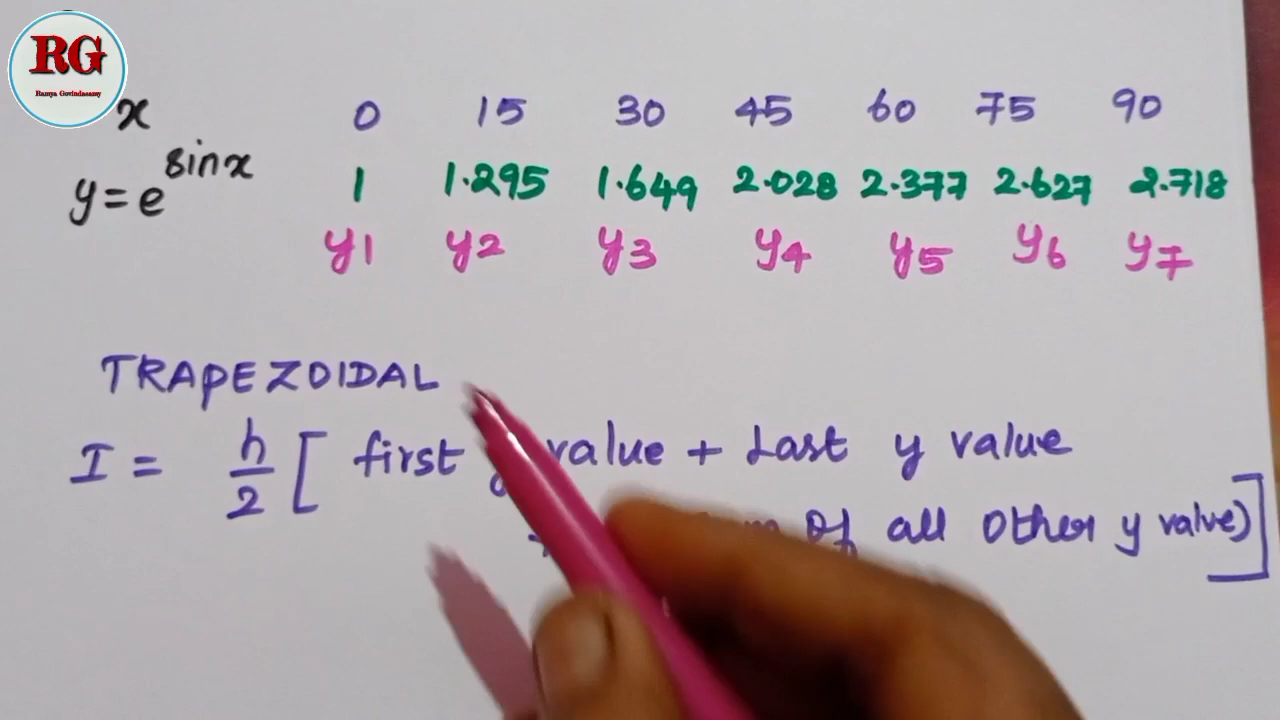 RG
Ramya Govindasamy
x 0 15 30 45 60 75 90
y = e^sinx 1 1.295 1.649 2.028 2.377 2.627 2.718
y1 y2 y3 y4 y5 y6 y7
TRAPEZOIDAL
I = h/2 [ first value + Last y value
of all other y value) ]